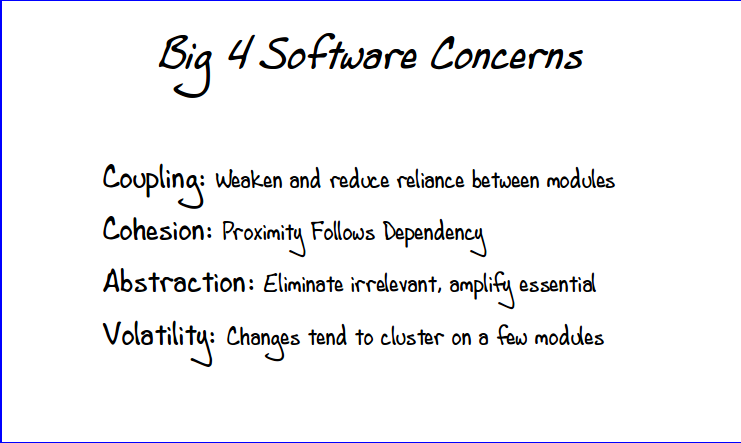 Big 4 Software Concerns
Coupling: Weaken and reduce reliance between modules
Cohesion: Proximity Follows Dependency
Abstraction: Eliminate irrelevant, amplify essential
Volatility: Changes tend to cluster on a few modules